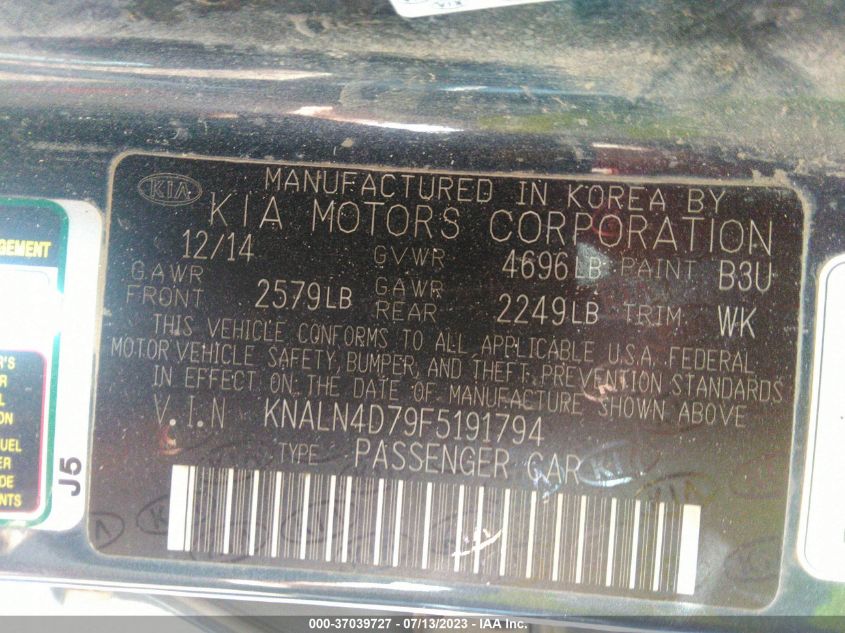 KIA
MANUFACTURED IN KOREA BY
KIA MOTORS CORPORATION
12/14 GVWR 4696LB PAINT B3U
GAWR FRONT 2579LB GAWR REAR 2249LB TRIM WK
THIS VEHICLE CONFORMS TO ALL APPLICABLE U.S.A. FEDERAL
MOTOR VEHICLE SAFETY, BUMPER, AND THEFT PREVENTION STANDARDS
IN EFFECT ON THE DATE OF MANUFACTURE SHOWN ABOVE
V.I.N KNALN4D79F5191794
TYPE PASSENGER CAR
J5
000-37039727 - 07/13/2023 - IAA Inc.